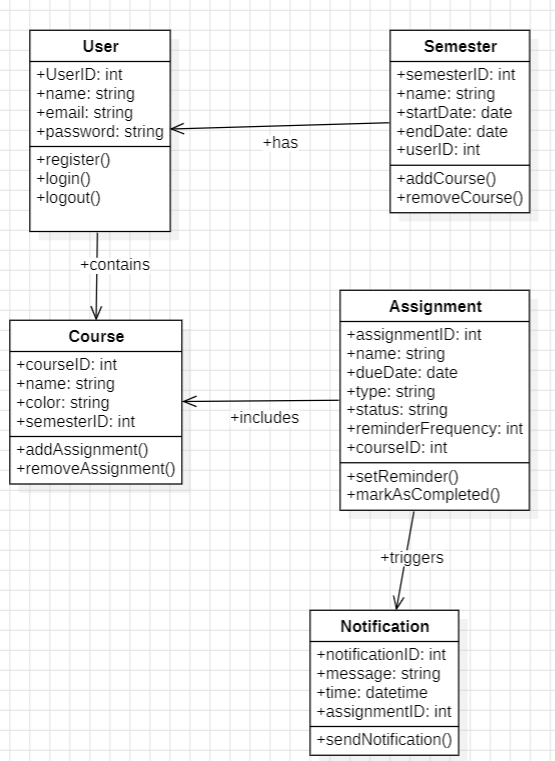 User
+UserID: int
+name: string
+email: string
+password: string
+register()
+login()
+logout()
Semester
+semesterID: int
+name: string
+startDate: date
+endDate: date
+userID: int
+addCourse()
+removeCourse()
+has
+contains
Course
+courseID: int
+name: string
+color: string
+semesterID: int
+addAssignment()
+removeAssignment()
Assignment
+assignmentID: int
+name: string
+dueDate: date
+type: string
+status: string
+reminderFrequency: int
+courseID: int
+setReminder()
+markAsCompleted()
+includes
+triggers
Notification
+notificationID: int
+message: string
+time: datetime
+assignmentID: int
+sendNotification()